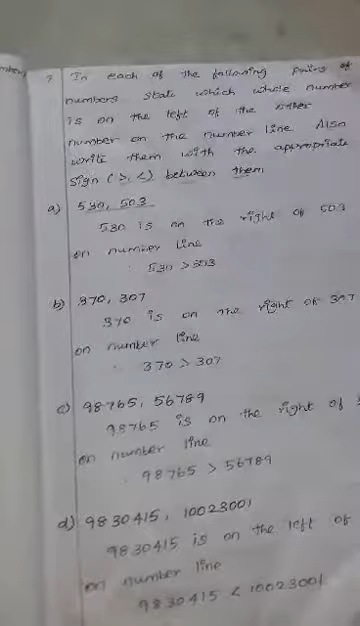 7. In each of the following pairs of
numbers state which whole number
is on the left of the other
number on the number line. Also
write them with the appropriate
sign (>, <) between them
a) 530, 503
530 is on the right of 503
on number line
∴ 530 > 503
b) 370, 307
370 is on the right of 307
on number line
∴ 370 > 307
c) 98765, 56789
98765 is on the right of
on number line
∴ 98765 > 56789
d) 9830415, 10023001
9830415 is on the left of
on number line
9830415 < 10023001